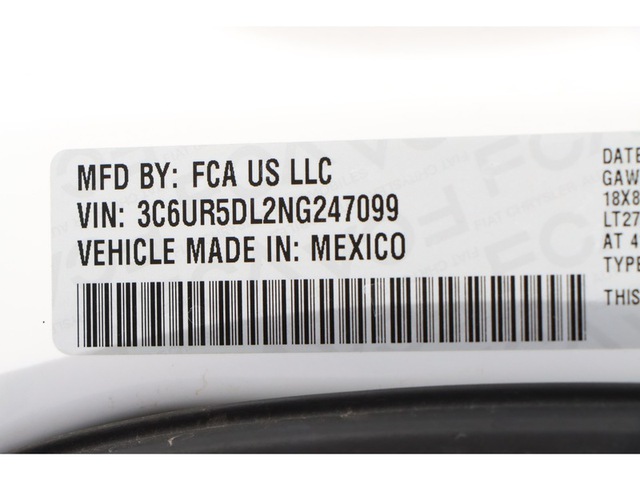 MFD BY: FCA US LLC
VIN: 3C6UR5DL2NG247099
VEHICLE MADE IN: MEXICO
DATE
GAW
18X8
LT27
AT 4
TYPE
THIS